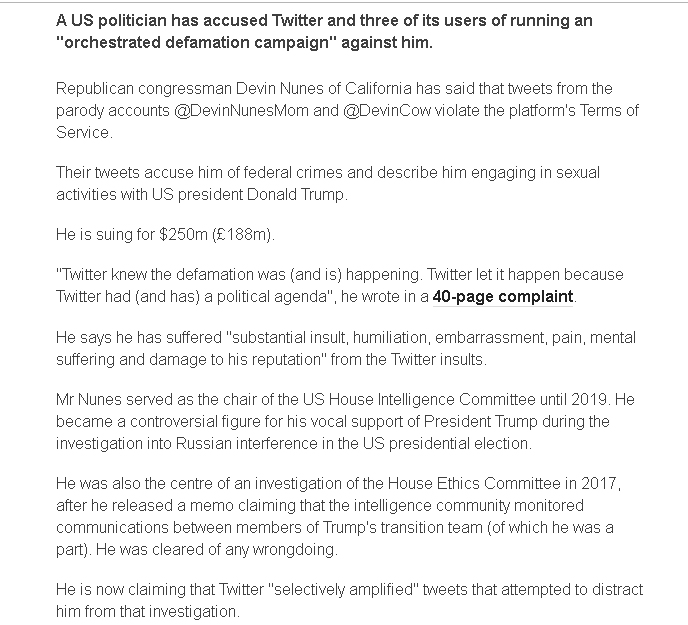 A US politician has accused Twitter and three of its users of running an
"orchestrated defamation campaign" against him.
Republican congressman Devin Nunes of California has said that tweets from the
parody accounts @DevinNunesMom and @DevinCow violate the platform's Terms of
Service.
Their tweets accuse him of federal crimes and describe him engaging in sexual
activities with US president Donald Trump.
He is suing for $250m (£188m).
"Twitter knew the defamation was (and is) happening. Twitter let it happen because
Twitter had (and has) a political agenda", he wrote in a 40-page complaint.
He says he has suffered "substantial insult, humiliation, embarrassment, pain, mental
suffering and damage to his reputation" from the Twitter insults.
Mr Nunes served as the chair of the US House Intelligence Committee until 2019. He
became a controversial figure for his vocal support of President Trump during the
investigation into Russian interference in the US presidential election.
He was also the centre of an investigation of the House Ethics Committee in 2017,
after he released a memo claiming that the intelligence community monitored
communications between members of Trump's transition team (of which he was a
part). He was cleared of any wrongdoing.
He is now claiming that Twitter "selectively amplified" tweets that attempted to distract
him from that investigation.